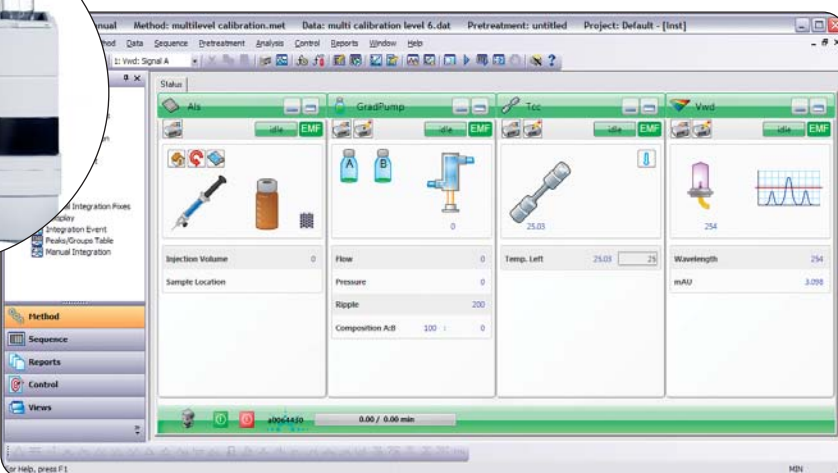 nual Method: multilevel calibration.met Data: multi calibration level 6.dat Pretreatment: untitled Project: Default - [Inst]
hod Data Sequence Pretreatment Analysis Control Reports Window Help
1: Vwd: Signal A
Status
Als
GradPump
Tcc
Vwd
idle EMF
idle EMF
idle EMF
idle EMF
A B
0
25.03
254
l Integration Fixes
splay
Integration Event
Peaks/Groups Table
Manual Integration
Injection Volume 0
Sample Location
Flow 0
Pressure 0
Ripple 200
Composition A:B 100 : 0
Temp. Left 25.03 25
Wavelength 254
mAU 3.098
Method
Sequence
Reports
Control
Views
0.00 / 0.00 min
or Help, press F1
MIN